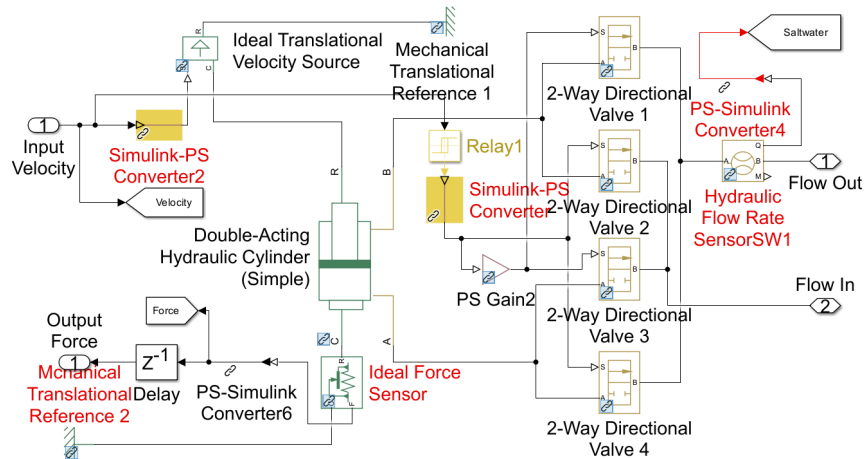 R
C
Ideal Translational
Velocity Source
Mechanical
Translational
Reference 1
S
A
B
2-Way Directional
Valve 1
Saltwater
PS-Simulink
Converter4
1
Input
Velocity
Simulink-PS
Converter2
Velocity
Relay1
Simulink-PS
Converter
R
B
S
A
B
2-Way Directional
Valve 2
Q
A
B
M
Hydraulic
Flow Rate
SensorSW1
1
Flow Out
Double-Acting
Hydraulic Cylinder
(Simple)
PS Gain2
S
A
B
2-Way Directional
Valve 3
Flow In
2
Force
Output
Force
1
Mchanical
Translational
Reference 2
Z-1
Delay
PS-Simulink
Converter6
C
A
R
F
Ideal Force
Sensor
S
A
B
2-Way Directional
Valve 4